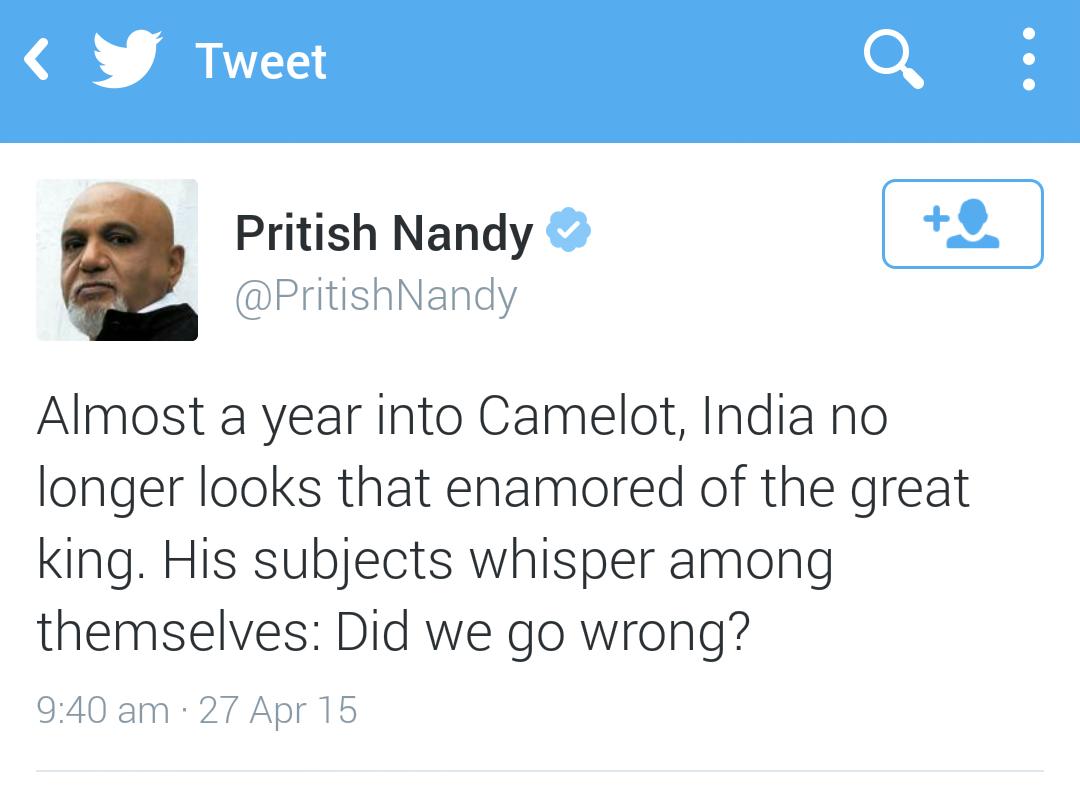 Tweet
Pritish Nandy
@PritishNandy
Almost a year into Camelot, India no
longer looks that enamored of the great
king. His subjects whisper among
themselves: Did we go wrong?
9:40 am · 27 Apr 15